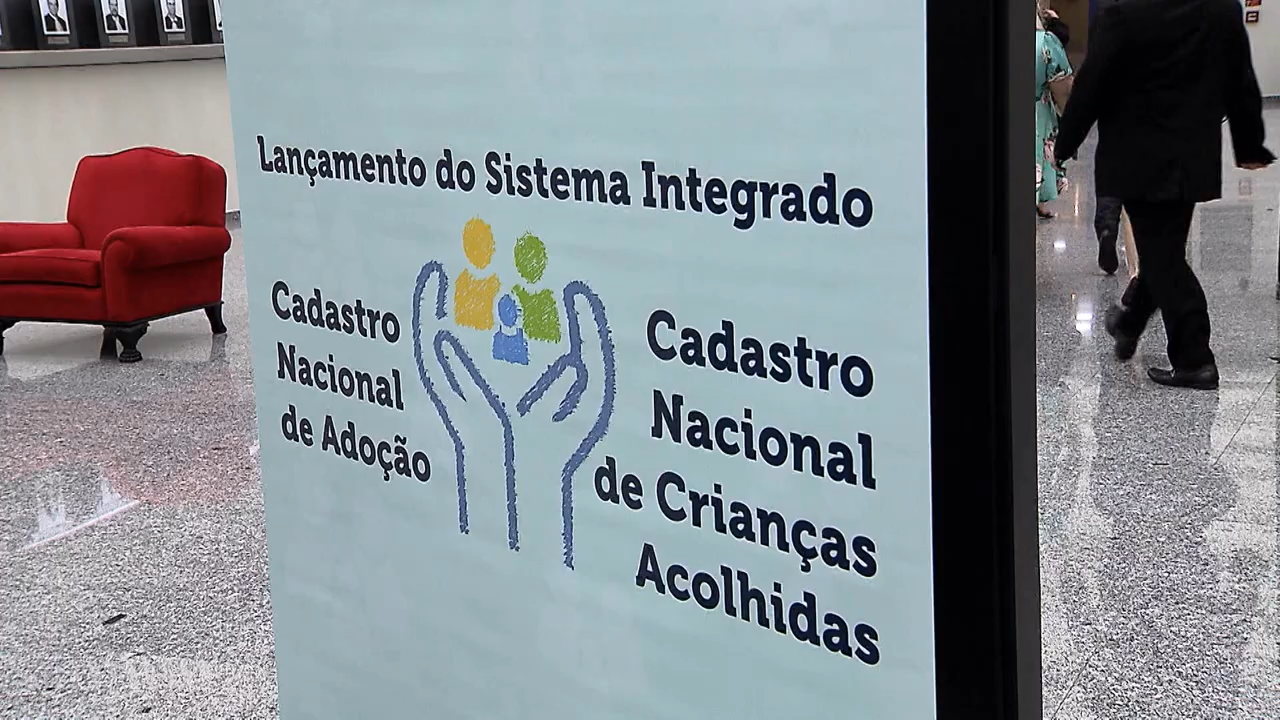 Lançamento do Sistema Integrado
Cadastro
Nacional
de Adoção
Cadastro
Nacional
de Crianças
Acolhidas